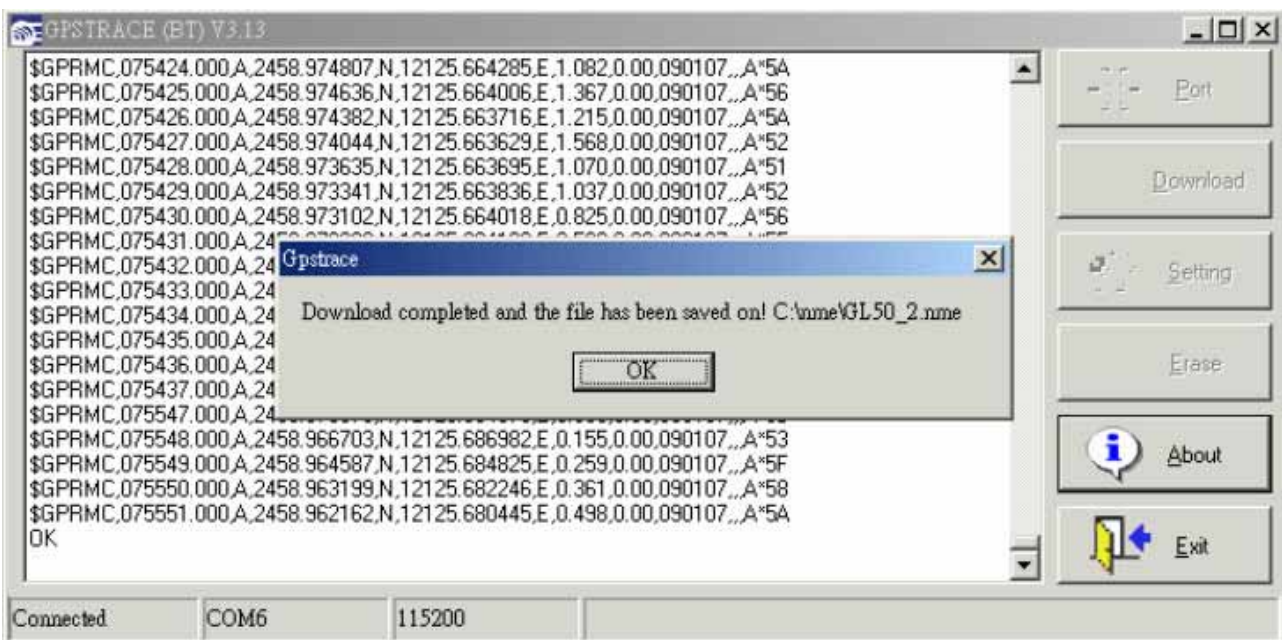 GPSTRACE (BT) V3.13
$GPRMC,075424.000,A,2458.974807,N,12125.664285,E,1.082,0.00,090107,,,A*5A
$GPRMC,075425.000,A,2458.974636,N,12125.664006,E,1.367,0.00,090107,,,A*56
$GPRMC,075426.000,A,2458.974382,N,12125.663716,E,1.215,0.00,090107,,,A*5A
$GPRMC,075427.000,A,2458.974044,N,12125.663629,E,1.568,0.00,090107,,,A*52
$GPRMC,075428.000,A,2458.973635,N,12125.663695,E,1.070,0.00,090107,,,A*51
$GPRMC,075429.000,A,2458.973341,N,12125.663836,E,1.037,0.00,090107,,,A*52
$GPRMC,075430.000,A,2458.973102,N,12125.664018,E,0.825,0.00,090107,,,A*56
$GPRMC,075431.000,A,24
$GPRMC,075432.000,A,24
$GPRMC,075433.000,A,24
$GPRMC,075434.000,A,24
$GPRMC,075435.000,A,24
$GPRMC,075436.000,A,24
$GPRMC,075437.000,A,24
$GPRMC,075547.000,A,24
$GPRMC,075548.000,A,2458.966703,N,12125.686982,E,0.155,0.00,090107,,,A*53
$GPRMC,075549.000,A,2458.964587,N,12125.684825,E,0.259,0.00,090107,,,A*5F
$GPRMC,075550.000,A,2458.963199,N,12125.682246,E,0.361,0.00,090107,,,A*58
$GPRMC,075551.000,A,2458.962162,N,12125.680445,E,0.498,0.00,090107,,,A*5A
OK
Gpstrace
Download completed and the file has been saved on! C:\nme\GL50_2.nme
OK
Port
Download
Setting
Erase
About
Exit
Connected
COM6
115200